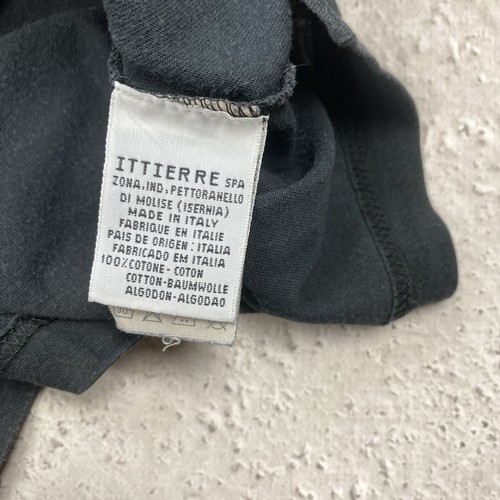 ITTIERRE SPA
ZONA.IND.PETTORANELLO
DI MOLISE (ISERNIA)
MADE IN ITALY
FABRIQUE EN ITALIE
PAIS DE ORIGEN : ITALIA
FABRICADO EM ITALIA
100%COTONE- COTON
COTTON-BAUMWOLLE
ALGODON-ALGODAO
30